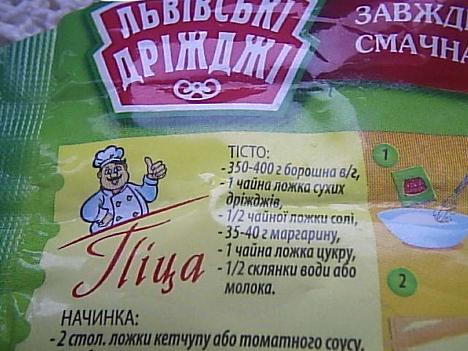 ЛЬВІВСЬКІ
ДРІЖДЖІ
ЗАВЖДИ
СМАЧНА
ТІСТО:
- 350-400 г борошна в/г,
- 1 чайна ложка сухих
дріжджів,
- 1/2 чайної ложки солі,
- 35-40 г маргарину,
- 1 чайна ложка цукру,
- 1/2 склянки води або
молока.
Піца
НАЧИНКА:
- 2 стол. ложки кетчупу або томатного соусу,
1
2